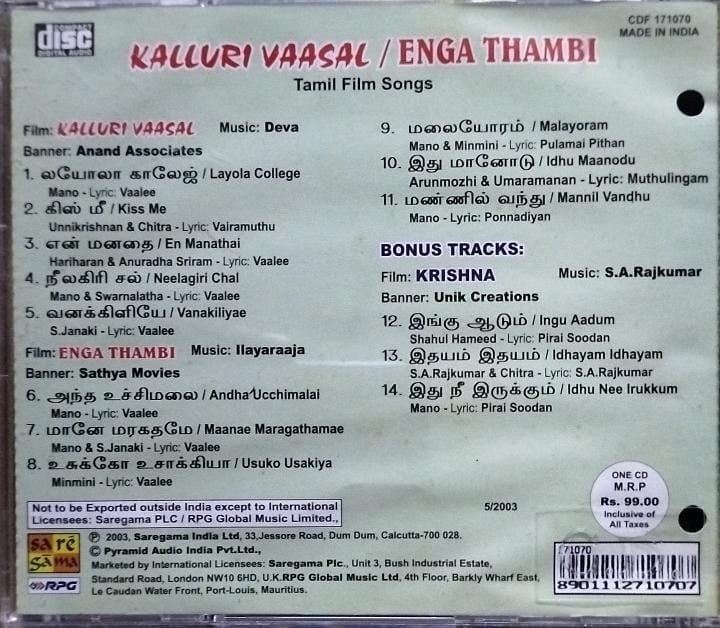 COMPACT
disc
DIGITAL AUDIO
CDF 171070
MADE IN INDIA
KALLURI VAASAL / ENGA THAMBI
Tamil Film Songs
Film: KALLURI VAASAL Music: Deva
Banner: Anand Associates
1. லயோலா காலேஜ் / Layola College
Mano - Lyric: Vaalee
2. கிஸ் மீ / Kiss Me
Unnikrishnan & Chitra - Lyric: Vairamuthu
3. என் மனதை / En Manathai
Hariharan & Anuradha Sriram - Lyric: Vaalee
4. நீலகிரி சல் / Neelagiri Chal
Mano & Swarnalatha - Lyric: Vaalee
5. வனக்கிளியே / Vanakiliyae
S.Janaki - Lyric: Vaalee
Film: ENGA THAMBI Music: Ilayaraaja
Banner: Sathya Movies
6. அந்த உச்சிமலை / Andha Ucchimalai
Mano - Lyric: Vaalee
7. மானே மரகதமே / Maanae Maragathamae
Mano & S.Janaki - Lyric: Vaalee
8. உசுக்கோ உசாக்கியா / Usuko Usakiya
Minmini - Lyric: Vaalee
9. மலையோரம் / Malayoram
Mano & Minmini - Lyric: Pulamai Pithan
10. இது மானோடு / Idhu Maanodu
Arunmozhi & Umaramanan - Lyric: Muthulingam
11. மண்ணில் வந்து / Mannil Vandhu
Mano - Lyric: Ponnadiyan
BONUS TRACKS:
Film: KRISHNA Music: S.A.Rajkumar
Banner: Unik Creations
12. இங்கு ஆடும் / Ingu Aadum
Shahul Hameed - Lyric: Pirai Soodan
13. இதயம் இதயம் / Idhayam Idhayam
S.A.Rajkumar & Chitra - Lyric: S.A.Rajkumar
14. இது நீ இருக்கும் / Idhu Nee Irukkum
Mano - Lyric: Pirai Soodan
ONE CD
M.R.P
Rs. 99.00
Inclusive of
All Taxes
Not to be Exported outside India except to International
Licensees: Saregama PLC / RPG Global Music Limited.,
5/2003
sa re
ga ma
RPG
℗ 2003, Saregama India Ltd, 33,Jessore Road, Dum Dum, Calcutta-700 028.
© Pyramid Audio India Pvt.Ltd.,
Marketed by International Licensees: Saregama Plc., Unit 3, Bush Industrial Estate,
Standard Road, London NW10 6HD, U.K.RPG Global Music Ltd, 4th Floor, Barkly Wharf East,
Le Caudan Water Front, Port-Louis, Mauritius.
171070
8901112710707